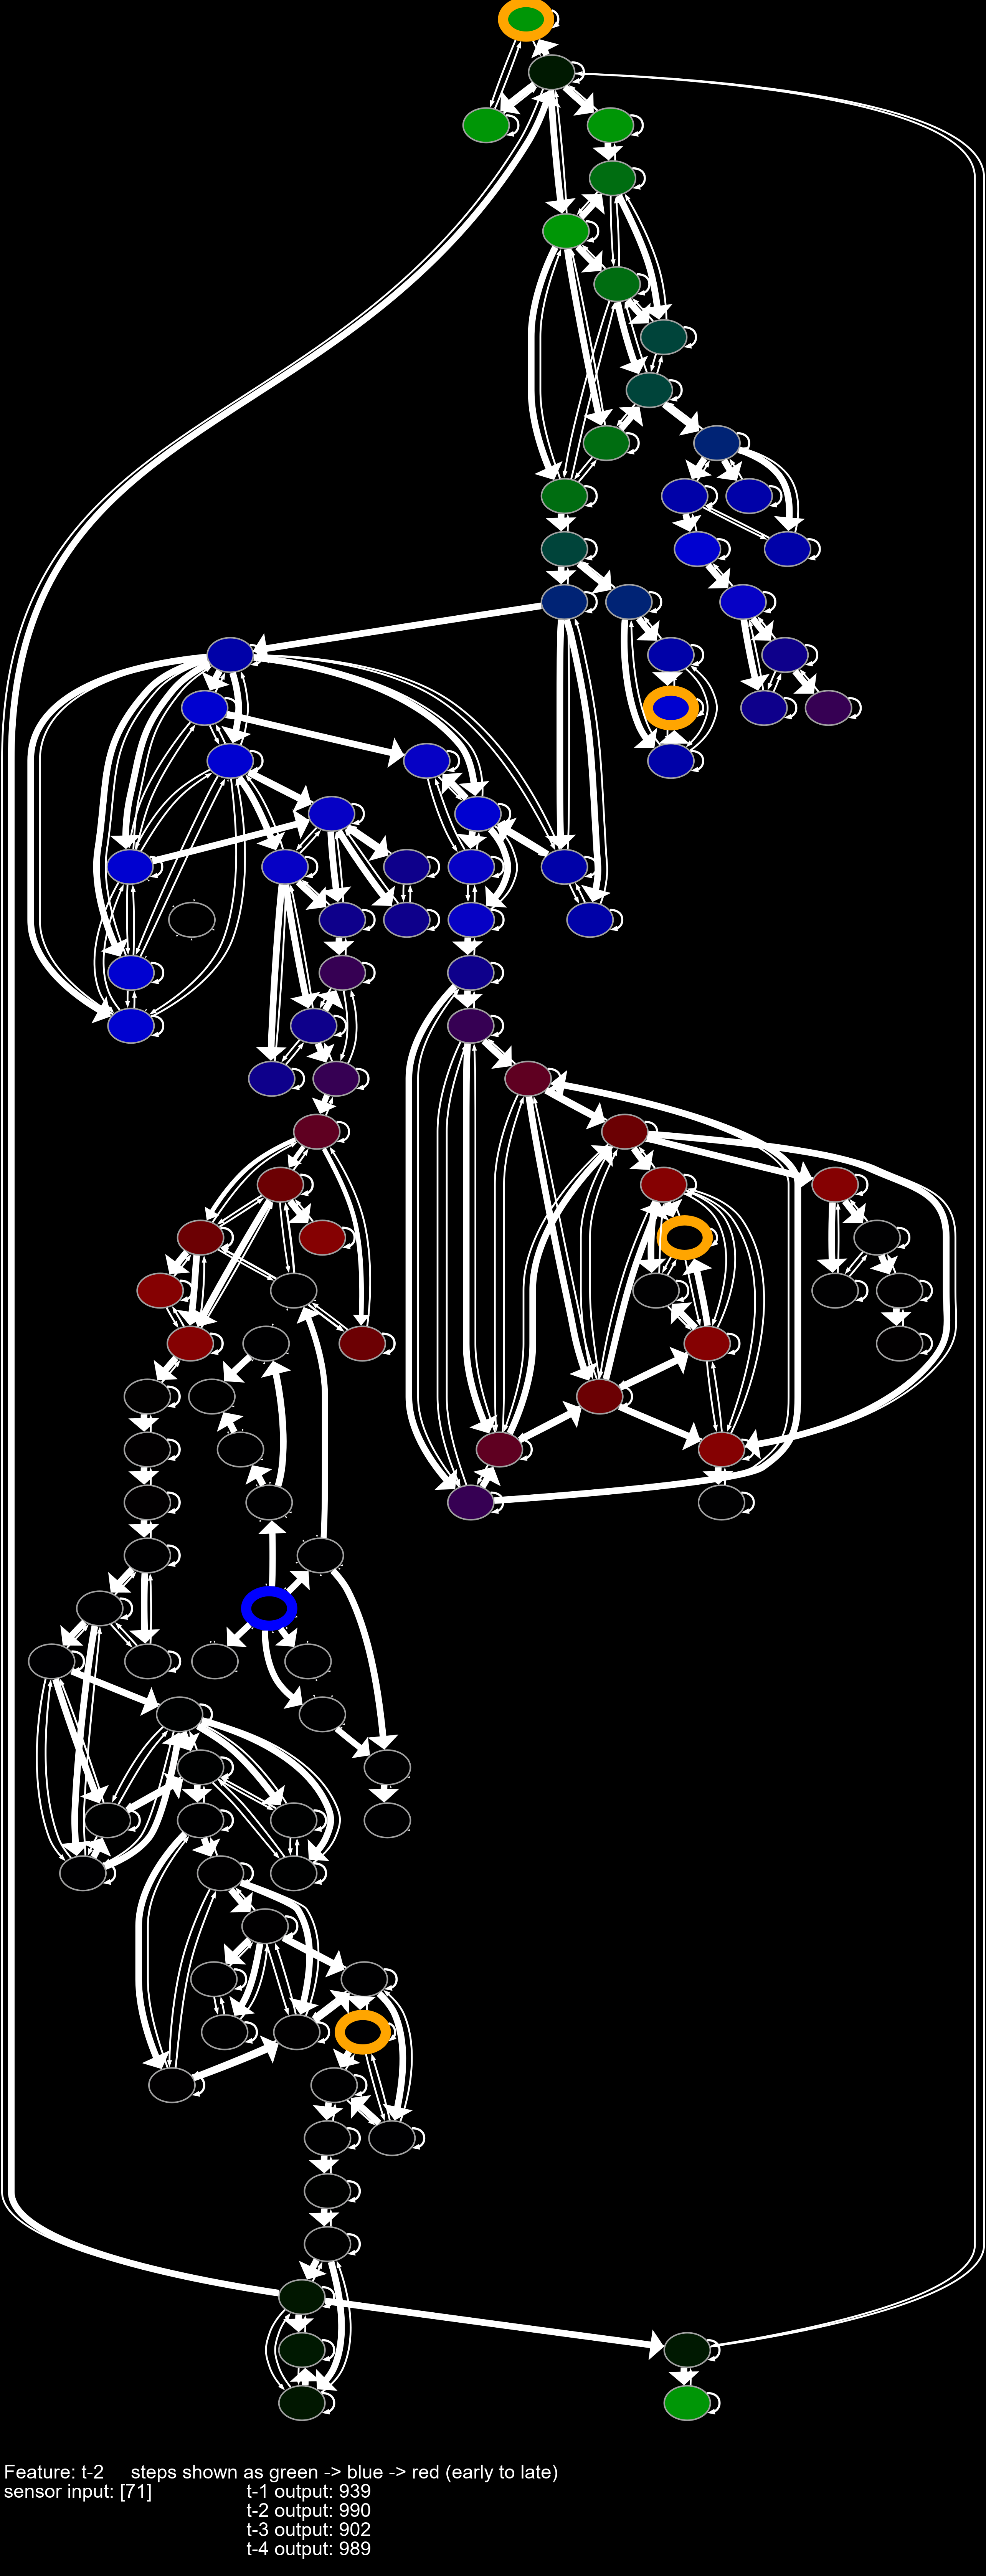 Feature: t-2     steps shown as green -> blue -> red (early to late)
sensor input: [71]     t-1 output: 939
t-2 output: 990
t-3 output: 902
t-4 output: 989